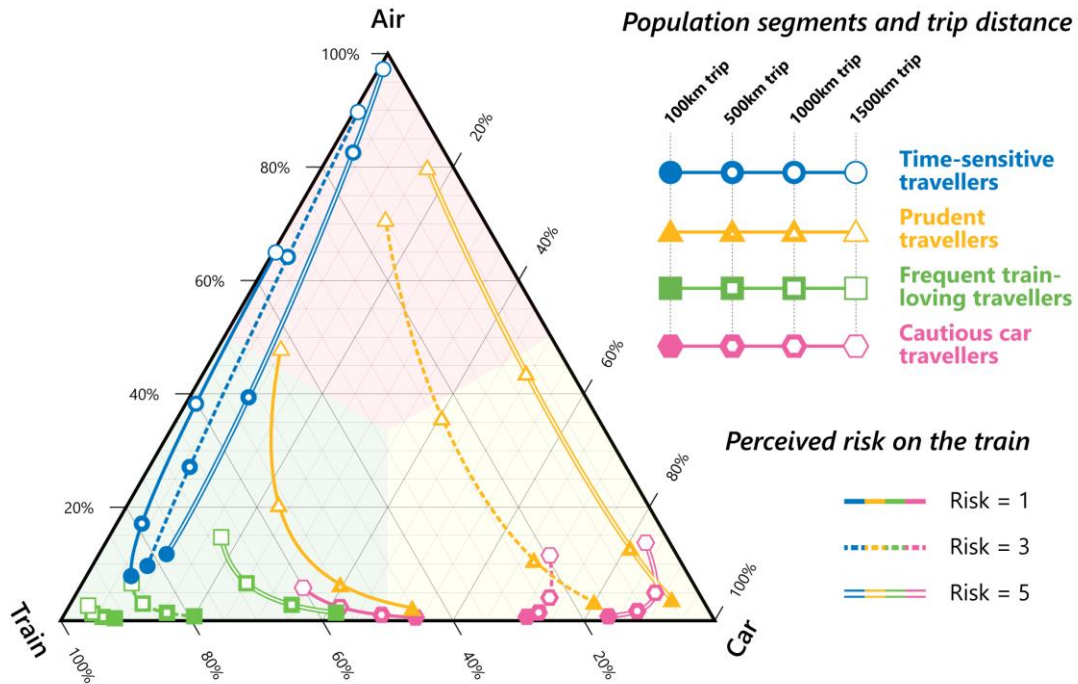 Air
Population segments and trip distance
100km trip
500km trip
1000km trip
1500km trip
Time-sensitive
travellers
Prudent
travellers
Frequent train-
loving travellers
Cautious car
travellers
Perceived risk on the train
Risk = 1
Risk = 3
Risk = 5
100%
80%
60%
40%
20%
20%
40%
60%
80%
100%
Train
100%
80%
60%
40%
20%
Car